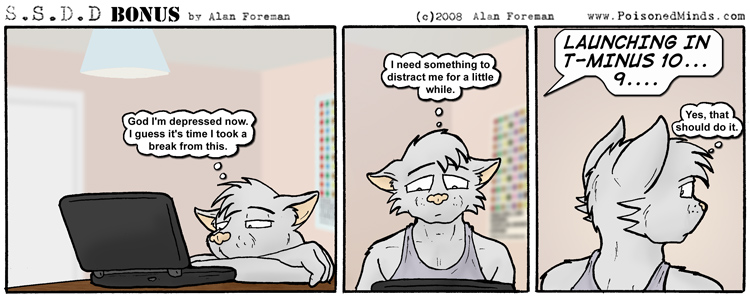 S.S.D.D BONUS by Alan Foreman (c)2008 Alan Foreman www.PoisonedMinds.com
God I'm depressed now.
I guess it's time I took a
break from this.
I need something to
distract me for a little
while.
LAUNCHING IN
T-MINUS 10...
9....
Yes, that
should do it.